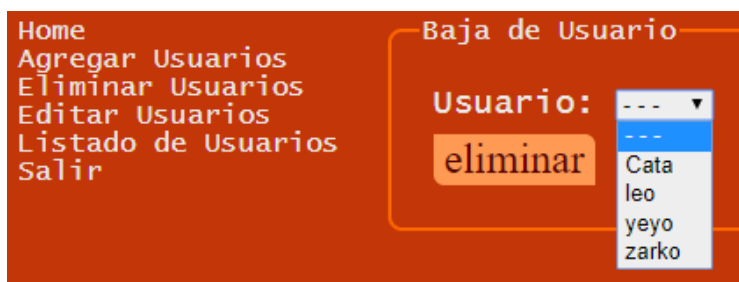 Home
Agregar Usuarios
Eliminar Usuarios
Editar Usuarios
Listado de Usuarios
Salir
Baja de Usuario
Usuario: ---
---
Cata
leo
yeyo
zarko
eliminar